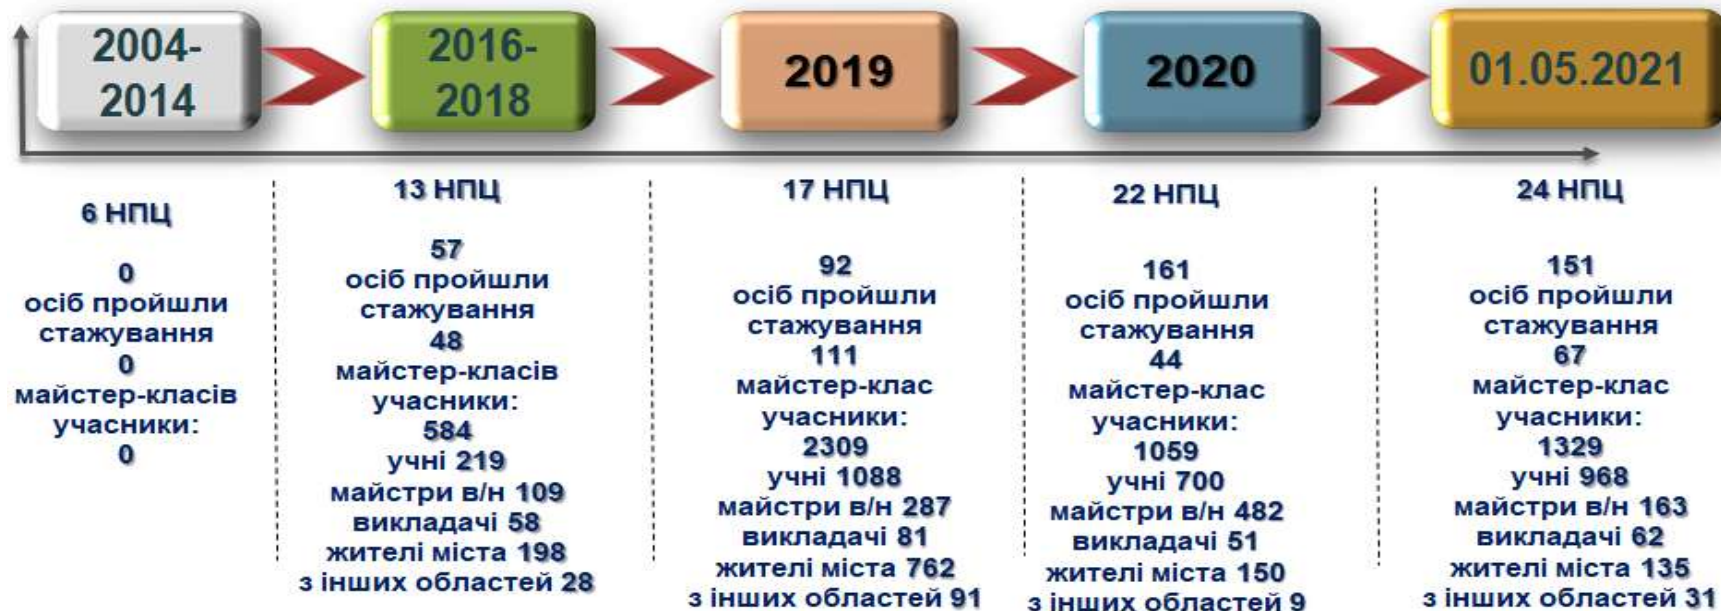 2004-
2014
2016-
2018
2019
2020
01.05.2021
6 НПЦ
0
осіб пройшли
стажування
0
майстер-класів
учасники:
0
13 НПЦ
57
осіб пройшли
стажування
48
майстер-класів
учасники:
584
учні 219
майстри в/н 109
викладачі 58
жителі міста 198
з інших областей 28
17 НПЦ
92
осіб пройшли
стажування
111
майстер-клас
учасники:
2309
учні 1088
майстри в/н 287
викладачі 81
жителі міста 762
з інших областей 91
22 НПЦ
161
осіб пройшли
стажування
44
майстер-клас
учасники:
1059
учні 700
майстри в/н 482
викладачі 51
жителі міста 150
з інших областей 9
24 НПЦ
151
осіб пройшли
стажування
67
майстер-клас
учасники:
1329
учні 968
майстри в/н 163
викладачі 62
жителі міста 135
з інших областей 31